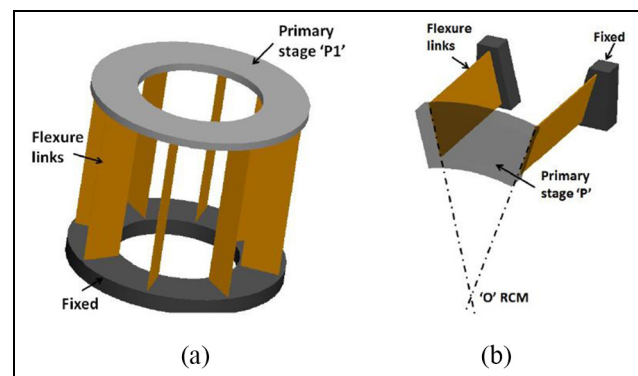 Primary
stage 'P1'
Flexure
links
Fixed
(a)
Flexure
links
Fixed
Primary
stage 'P'
'O' RCM
(b)